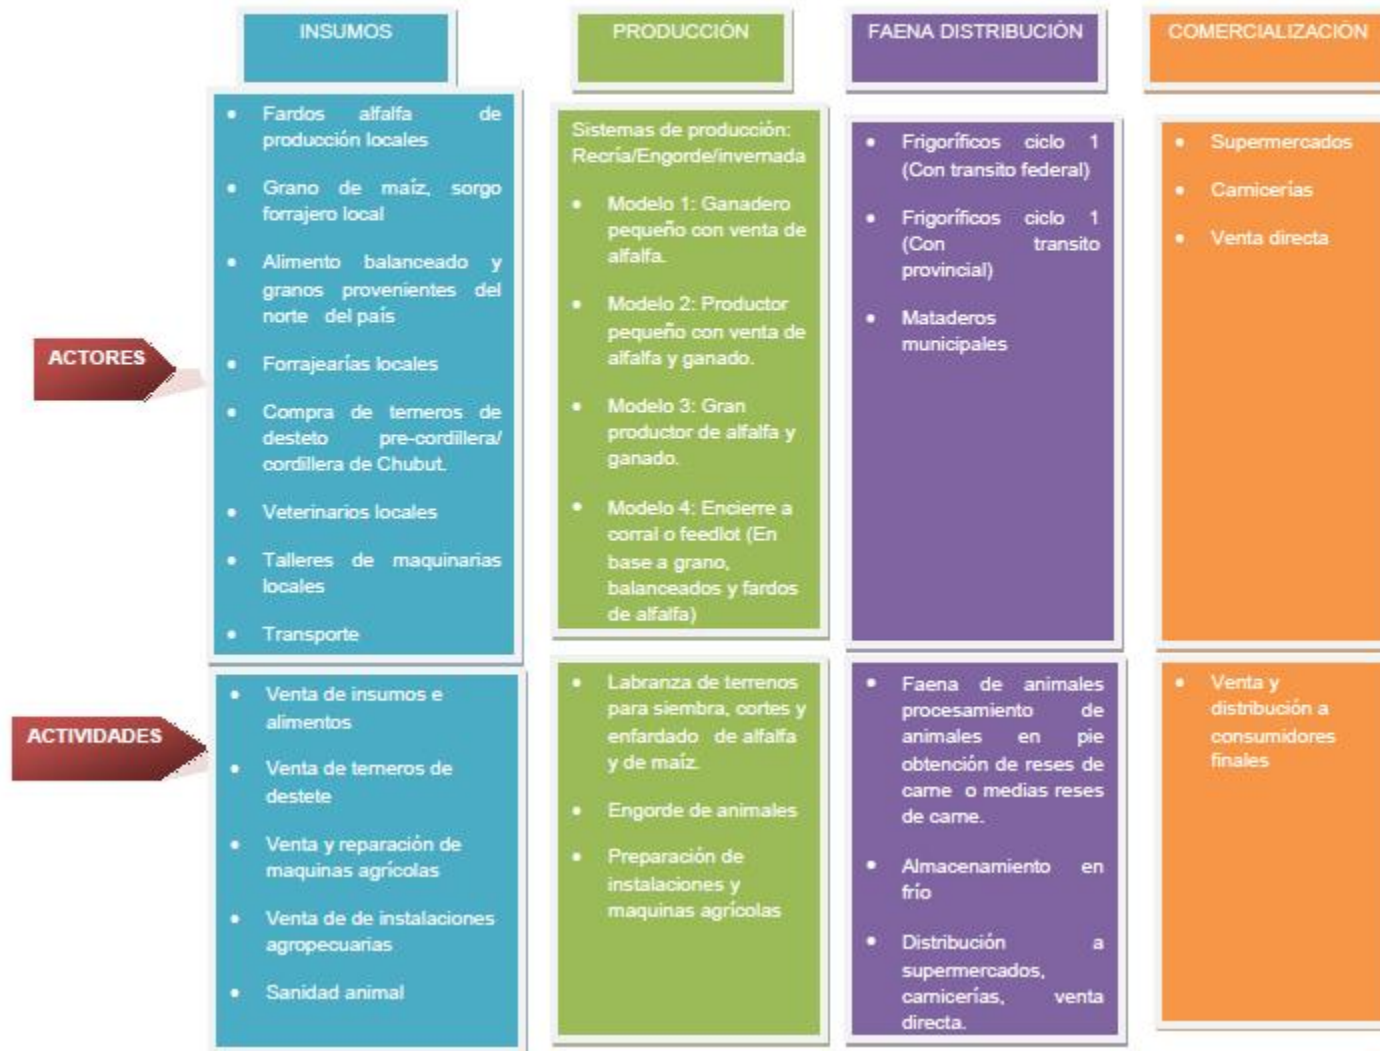 INSUMOS
PRODUCCIÓN
FAENA DISTRIBUCIÓN
COMERCIALIZACIÓN
ACTORES
• Fardos alfalfa de
producción locales
• Grano de maíz, sorgo
forrajero local
• Alimento balanceado y
granos provenientes del
norte del país
• Forrajearías locales
• Compra de terneros de
desteto pre-cordillera/
cordillera de Chubut.
• Veterinarios locales
• Talleres de maquinarias
locales
• Transporte
Sistemas de producción:
Recría/Engorde/invernada
• Modelo 1: Ganadero
pequeño con venta de
alfalfa.
• Modelo 2: Productor
pequeño con venta de
alfalfa y ganado.
• Modelo 3: Gran
productor de alfalfa y
ganado.
• Modelo 4: Encierre a
corral o feedlot (En
base a grano,
balanceados y fardos
de alfalfa)
• Frigoríficos ciclo 1
(Con transito federal)
• Frigoríficos ciclo 1
(Con transito
provincial)
• Mataderos
municipales
• Supermercados
• Carnicerías
• Venta directa
ACTIVIDADES
• Venta de insumos e
alimentos
• Venta de terneros de
destete
• Venta y reparación de
maquinas agrícolas
• Venta de de instalaciones
agropecuarias
• Sanidad animal
• Labranza de terrenos
para siembra, cortes y
enfardado de alfalfa
y de maíz.
• Engorde de animales
• Preparación de
instalaciones y
maquinas agrícolas
• Faena de animales
procesamiento de
animales en pie
obtención de reses de
carne o medias reses
de carne.
• Almacenamiento en
frío
• Distribución a
supermercados,
carnicerías, venta
directa.
• Venta y
distribución a
consumidores
finales